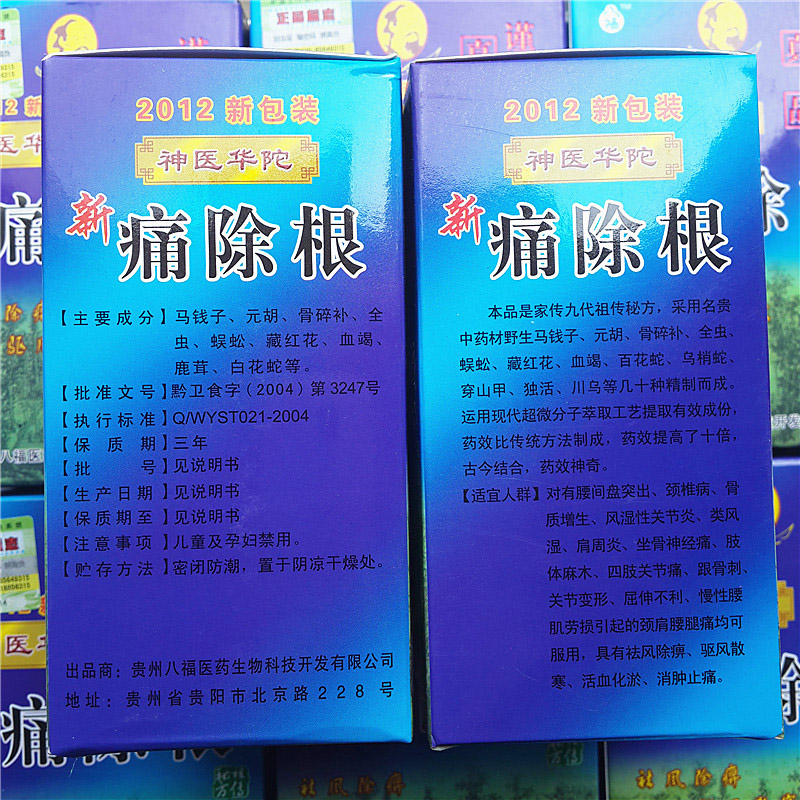 2012 新包装
神医华陀
新 痛除根
【主要成分】马钱子、元胡、骨碎补、全
虫、蜈蚣、藏红花、血竭、
鹿茸、白花蛇等。
【批准文号】黔卫食字(2004)第3247号
【执行标准】Q/WYST021-2004
【保质期】三年
【批号】见说明书
【生产日期】见说明书
【保质期至】见说明书
【注意事项】儿童及孕妇禁用。
【贮存方法】密闭防潮，置于阴凉干燥处。
出品商：贵州八福医药生物科技开发有限公司
地址：贵州省贵阳市北京路228号
2012 新包装
神医华陀
新 痛除根
本品是家传九代祖传秘方，采用名贵
中药材野生马钱子、元胡、骨碎补、全虫、
蜈蚣、藏红花、血竭、百花蛇、乌梢蛇、
穿山甲、独活、川乌等几十种精制而成。
运用现代超微分子萃取工艺提取有效成份，
药效比传统方法制成，药效提高了十倍，
古今结合，药效神奇。
【适宜人群】对有腰间盘突出、颈椎病、骨
质增生、风湿性关节炎、类风
湿、肩周炎、坐骨神经痛、肢
体麻木、四肢关节痛、跟骨刺、
关节变形、屈伸不利、慢性腰
肌劳损引起的颈肩腰腿痛均可
服用，具有祛风除痹、驱风散
寒、活血化淤、消肿止痛。
祛风除痹
祛风除痹